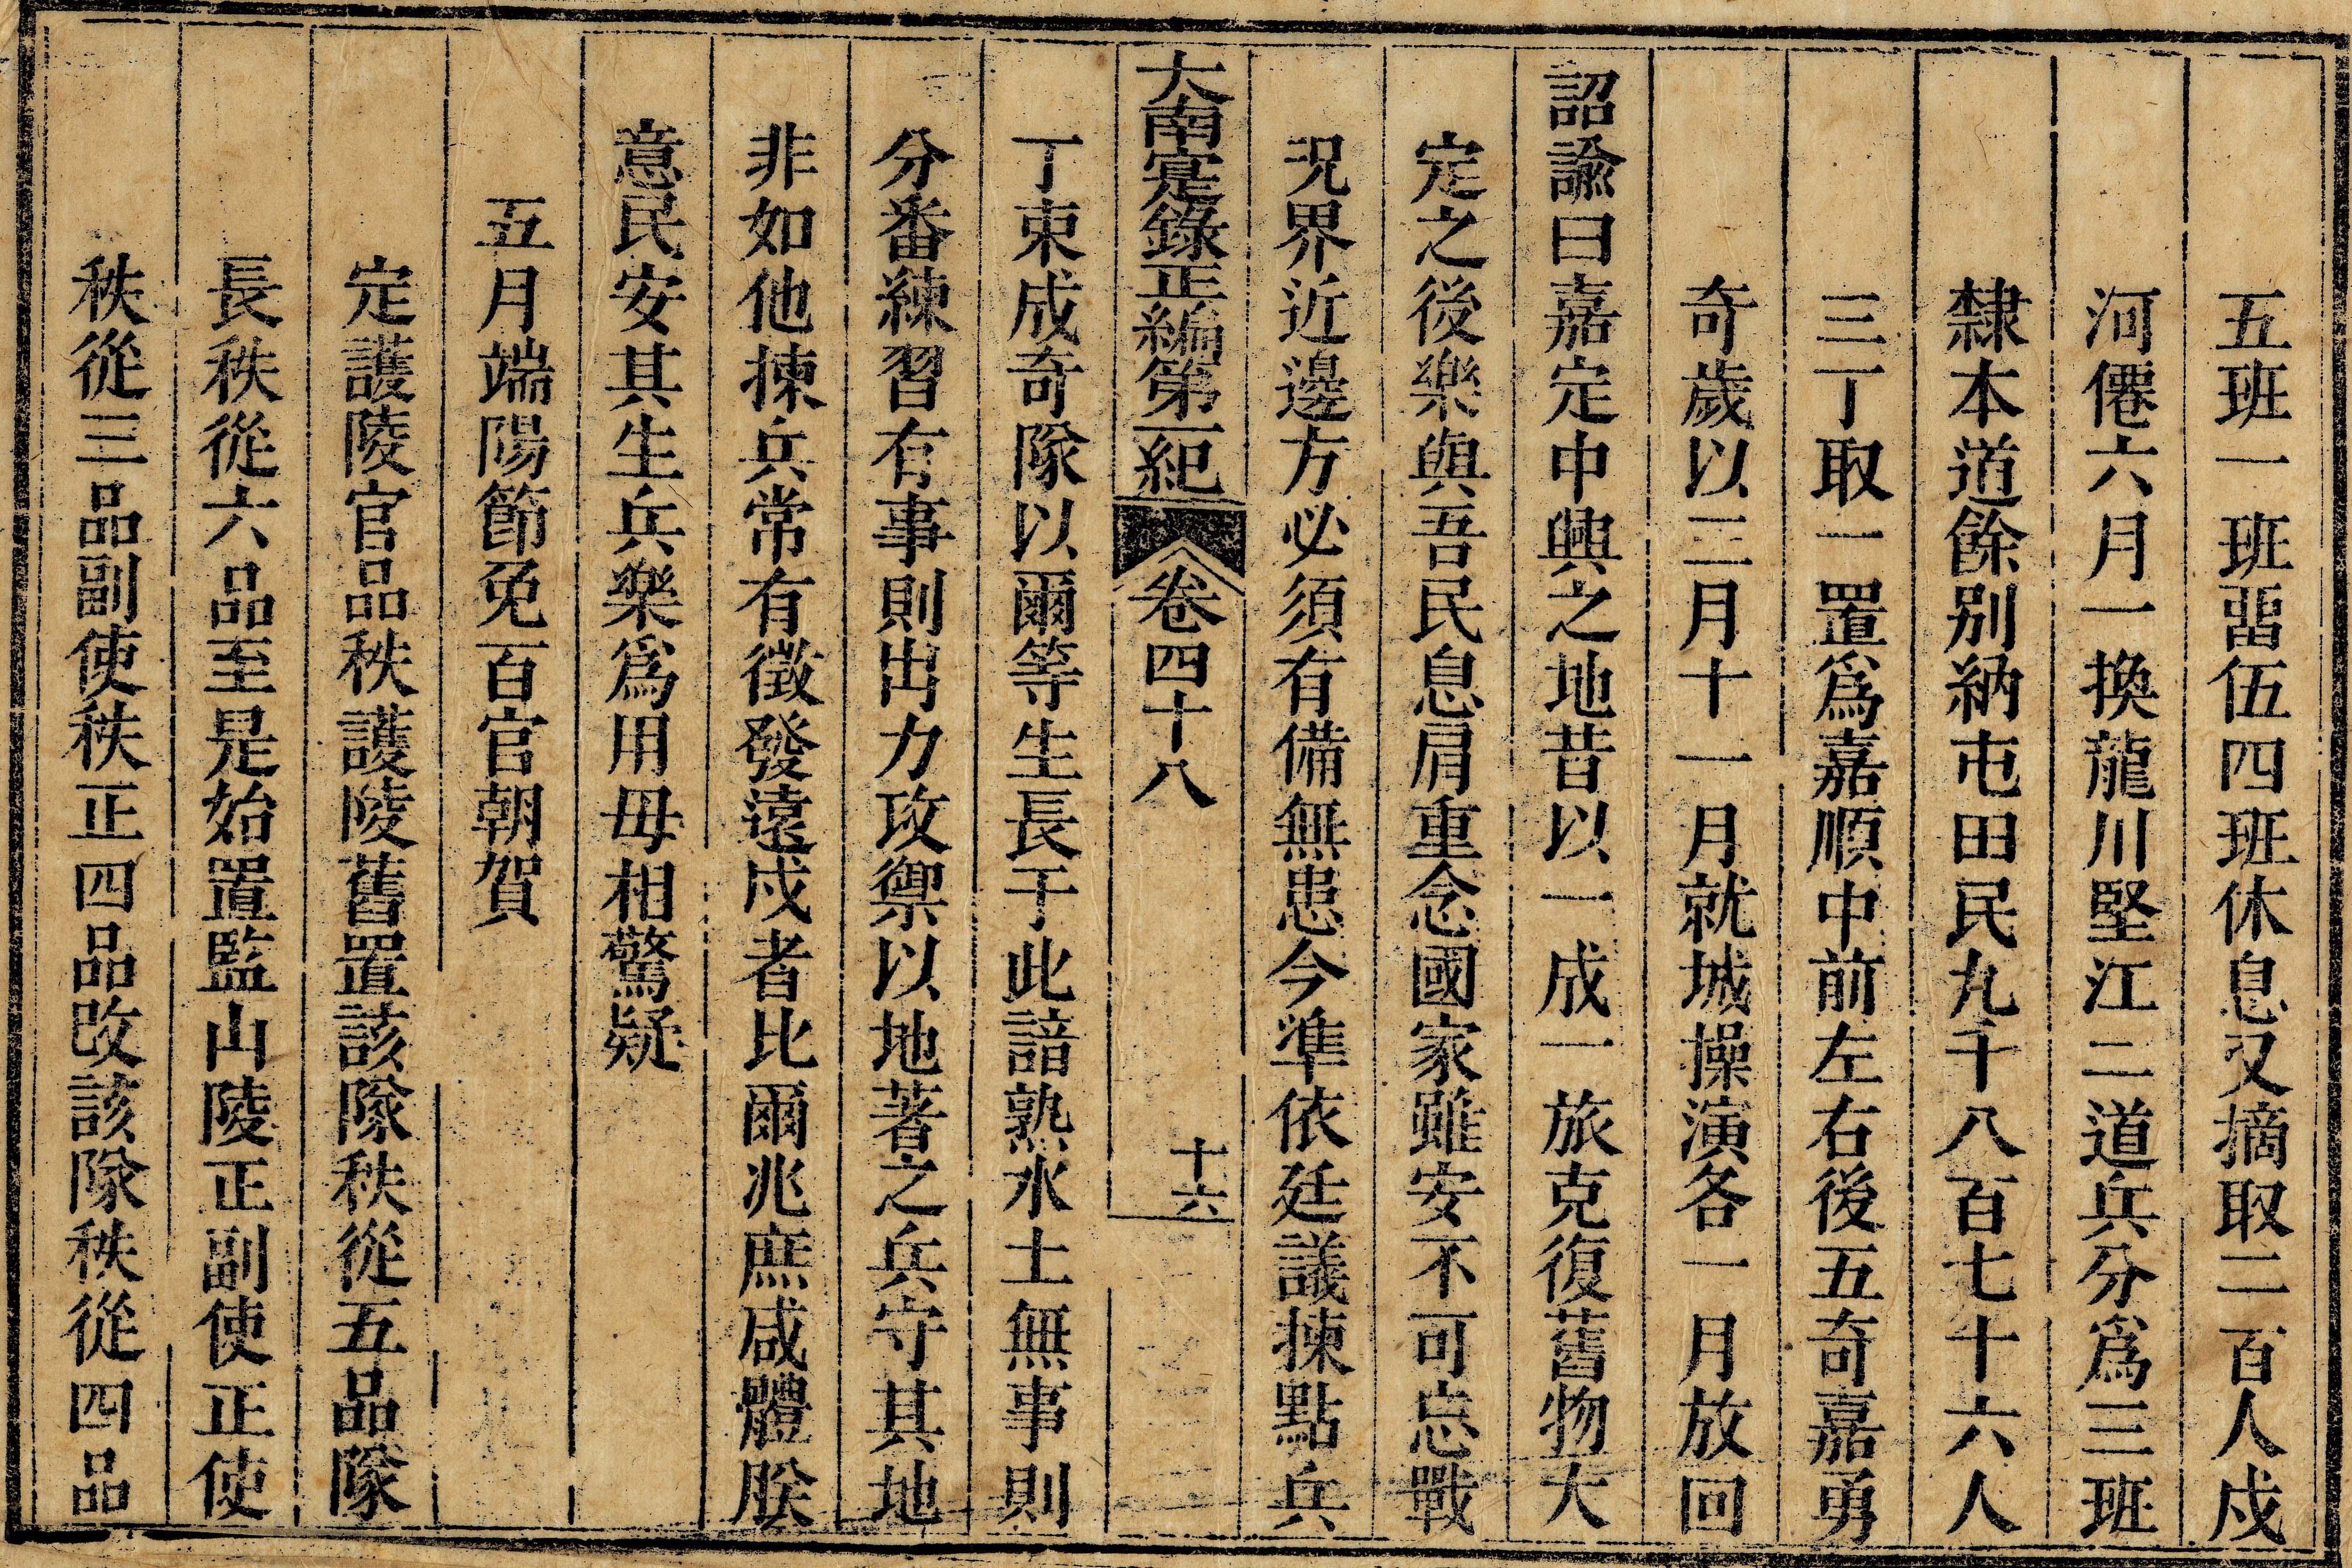 五班一班畱伍四班休息又摘取二百人戍
河僊六月一換龍川堅江二道兵分爲三班
隸本道餘別納屯田民九千八百七十六人
三丁取一置爲嘉順中前左右後五奇嘉勇
奇歲以三月十一月就城操演各一月放回
詔諭曰嘉定中興之地昔以一成一旅克復舊物大
定之後樂與吾民息肩重念國家雖安不可忘戰
況界近邊方必須有備無患今準依廷議揀點兵
大南寔錄正編第二紀 卷四十八 十六
丁束成奇隊以爾等生長于此諳熟水土無事則
分番練習有事則出力攻禦以地著之兵守其地
非如他揀兵常有徵發遠戍者比爾兆庶咸體朕
意民安其生兵樂爲用毋相驚疑
五月端陽節免百官朝賀
定護陵官品秩護陵舊置該隊秩從五品隊
長秩從六品至是始置監山陵正副使正使
秩從三品副使秩正四品改該隊秩從四品